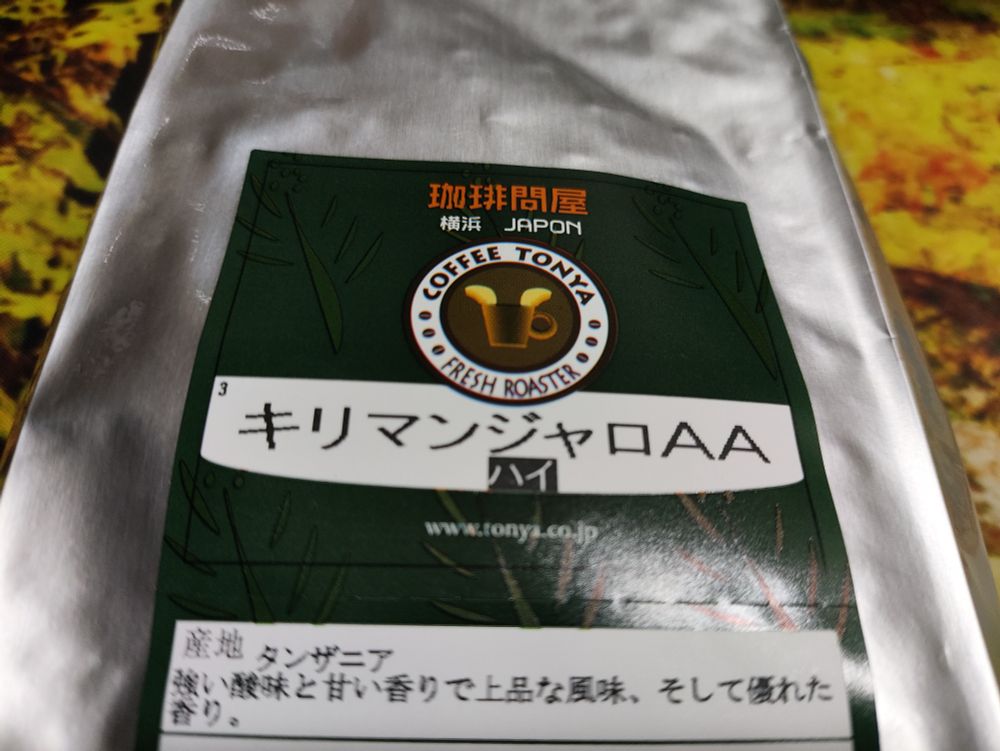 珈琲問屋
横浜 JAPON
COFFEE TONYA
FRESH ROASTER
3
キリマンジャロAA
ハイ
www.tonya.co.jp
産地 タンザニア
強い酸味と甘い香りで上品な風味、そして優れた
香り。